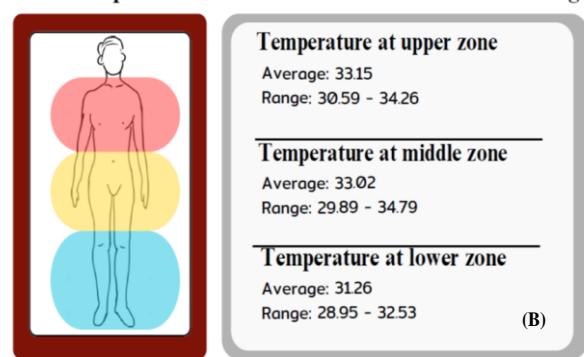 Temperature at upper zone
Average: 33.15
Range: 30.59 - 34.26
Temperature at middle zone
Average: 33.02
Range: 29.89 - 34.79
Temperature at lower zone
Average: 31.26
Range: 28.95 - 32.53
(B)